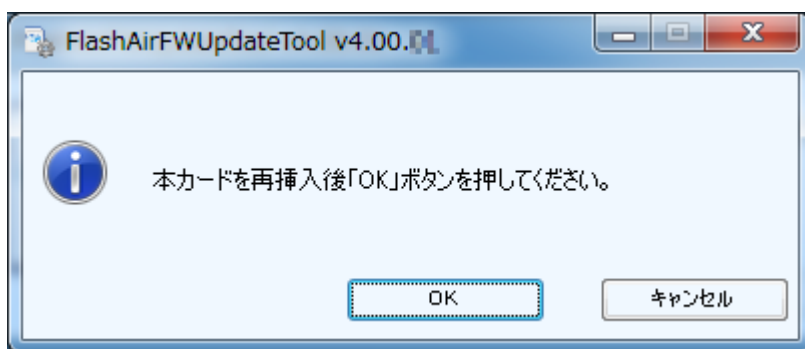 FlashAirFWUpdateTool v4.00.
本カードを再挿入後「OK」ボタンを押してください。
OK
キャンセル